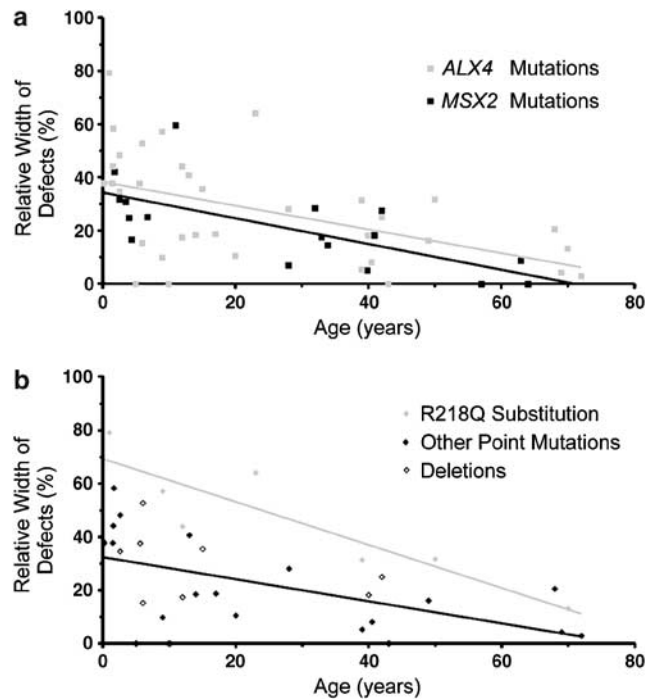 a
100
80
60
40
20
0
Relative Width of
Defects (%)
ALX4 Mutations
MSX2 Mutations
0 20 40 60 80
Age (years)
b
100
80
60
40
20
0
Relative Width of
Defects (%)
R218Q Substitution
Other Point Mutations
Deletions
0 20 40 60 80
Age (years)